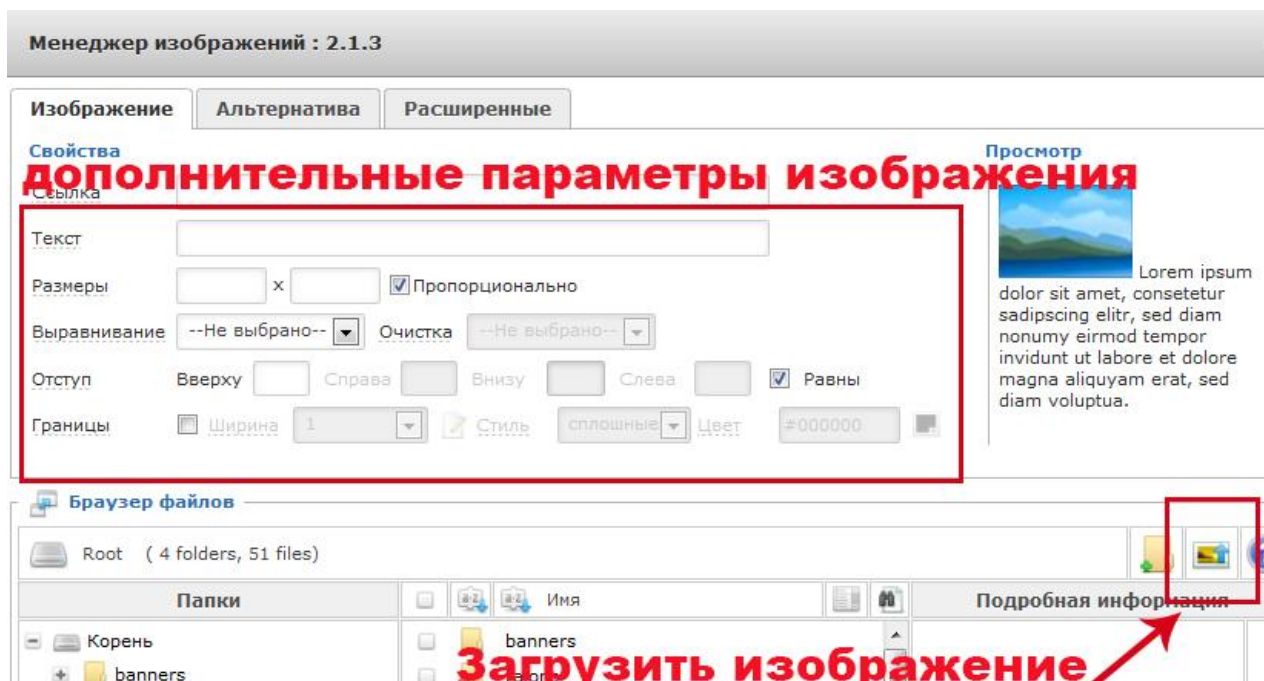 Менеджер изображений : 2.1.3
Изображение Альтернатива Расширенные
Свойства
Просмотр
дополнительные параметры изображения
Ссылка
Текст
Размеры x Пропорционально
Выравнивание --Не выбрано-- Очистка --Не выбрано--
Отступ Вверху Справа Внизу Слева Равны
Границы Ширина 1 Стиль сплошные Цвет #000000
Lorem ipsum
dolor sit amet, consetetur
sadipscing elitr, sed diam
nonumy eirmod tempor
invidunt ut labore et dolore
magna aliquyam erat, sed
diam voluptua.
Браузер файлов
Root ( 4 folders, 51 files)
Папки Имя Подробная информация
Корень banners
banners
Загрузить изображение